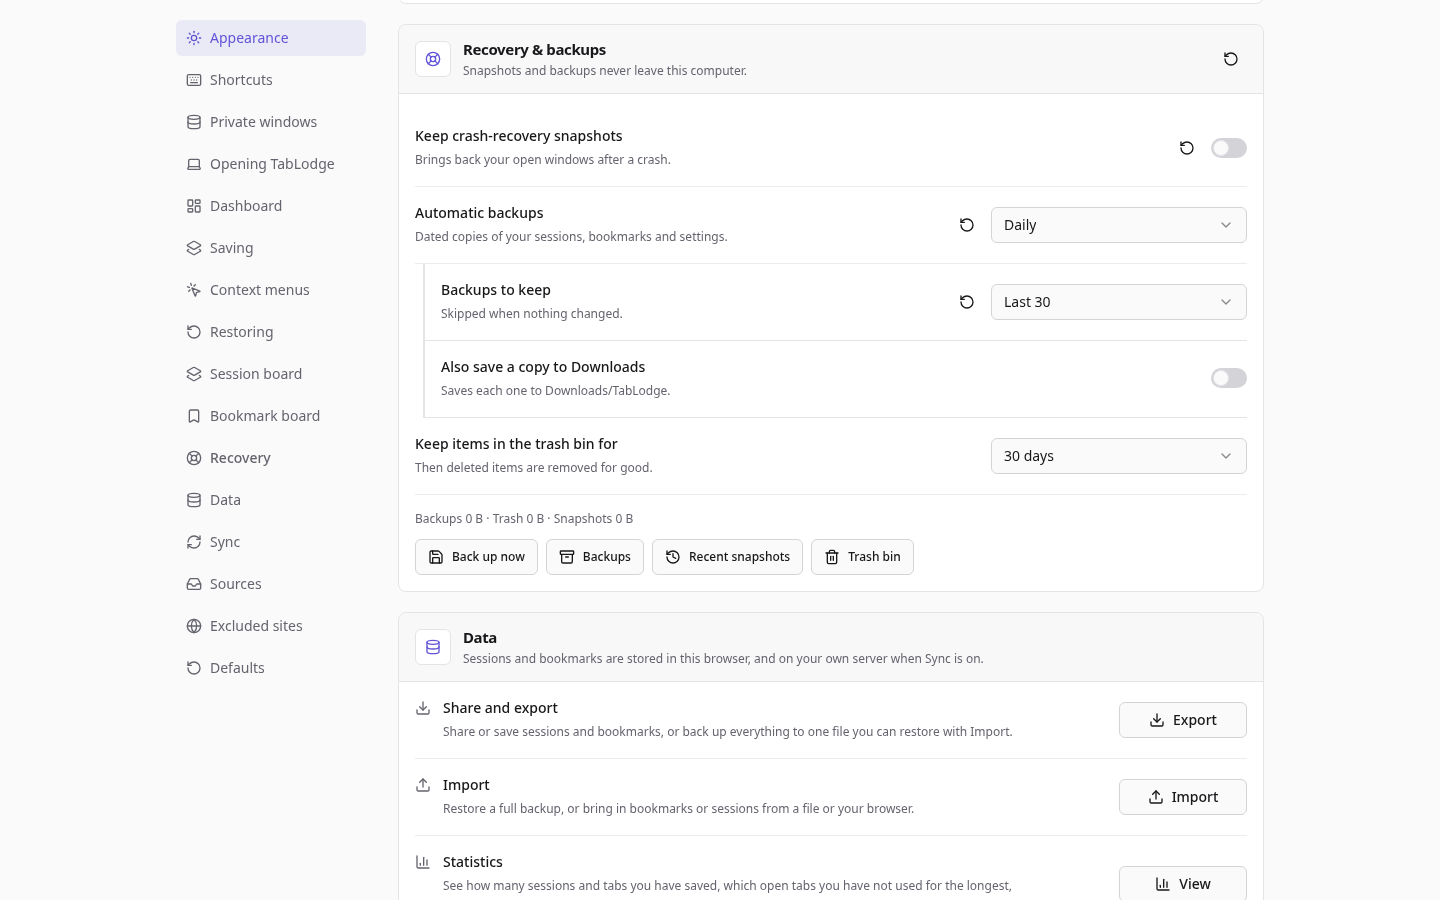 Appearance
Shortcuts
Private windows
Opening TabLodge
Dashboard
Saving
Context menus
Restoring
Session board
Bookmark board
Recovery
Data
Sync
Sources
Excluded sites
Defaults
Recovery & backups
Snapshots and backups never leave this computer.
Keep crash-recovery snapshots
Brings back your open windows after a crash.
Automatic backups
Dated copies of your sessions, bookmarks and settings.
Daily
Backups to keep
Skipped when nothing changed.
Last 30
Also save a copy to Downloads
Saves each one to Downloads/TabLodge.
Keep items in the trash bin for
Then deleted items are removed for good.
30 days
Backups 0 B · Trash 0 B · Snapshots 0 B
Back up now
Backups
Recent snapshots
Trash bin
Data
Sessions and bookmarks are stored in this browser, and on your own server when Sync is on.
Share and export
Share or save sessions and bookmarks, or back up everything to one file you can restore with Import.
Export
Import
Restore a full backup, or bring in bookmarks or sessions from a file or your browser.
Import
Statistics
See how many sessions and tabs you have saved, which open tabs you have not used for the longest,
View